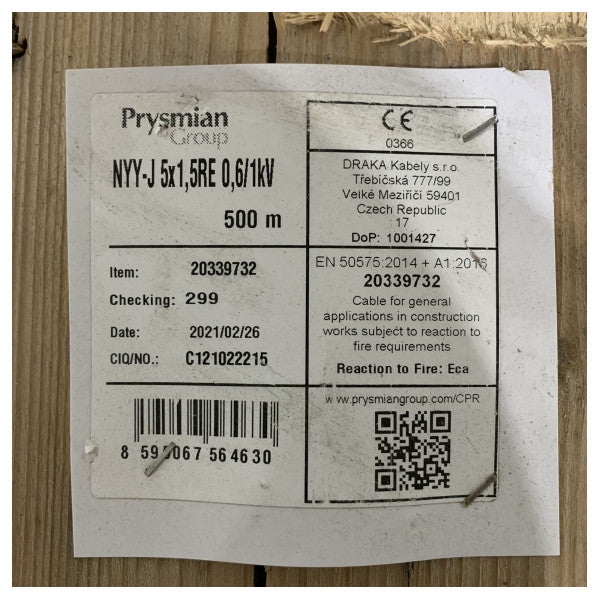 Prysmian
Group
NYY-J 5x1,5RE 0,6/1kV
500 m
Item: 20339732
Checking: 299
Date: 2021/02/26
CIQ/NO.: C121022215
8 595067 564630
CE
0366
DRAKA Kabely s.r.o.
Třebíčská 777/99
Velké Meziříčí 59401
Czech Republic
17
DoP: 1001427
EN 50575:2014 + A1:2016
20339732
Cable for general
applications in construction
works subject to reaction to
fire requirements
Reaction to Fire: Eca
www.prysmiangroup.com/CPR